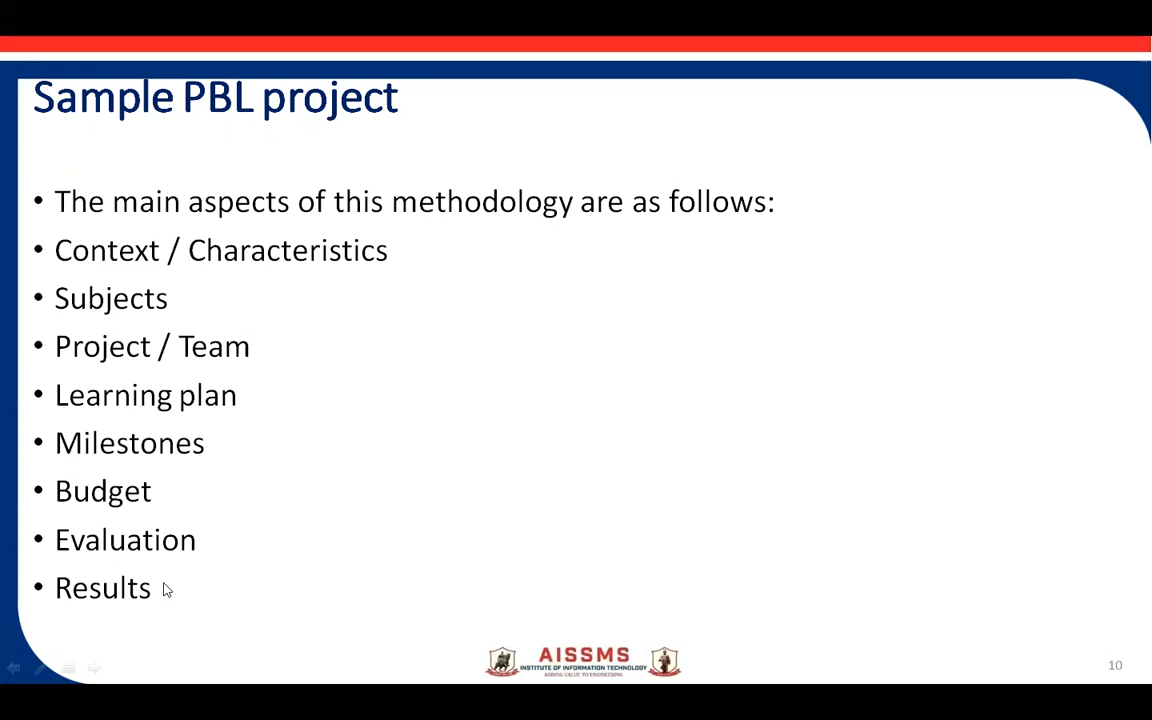 Sample PBL project
• The main aspects of this methodology are as follows:
• Context / Characteristics
• Subjects
• Project / Team
• Learning plan
• Milestones
• Budget
• Evaluation
• Results
AISSMS
INSTITUTE OF INFORMATION TECHNOLOGY
ADDING VALUE TO ENGINEERING
10